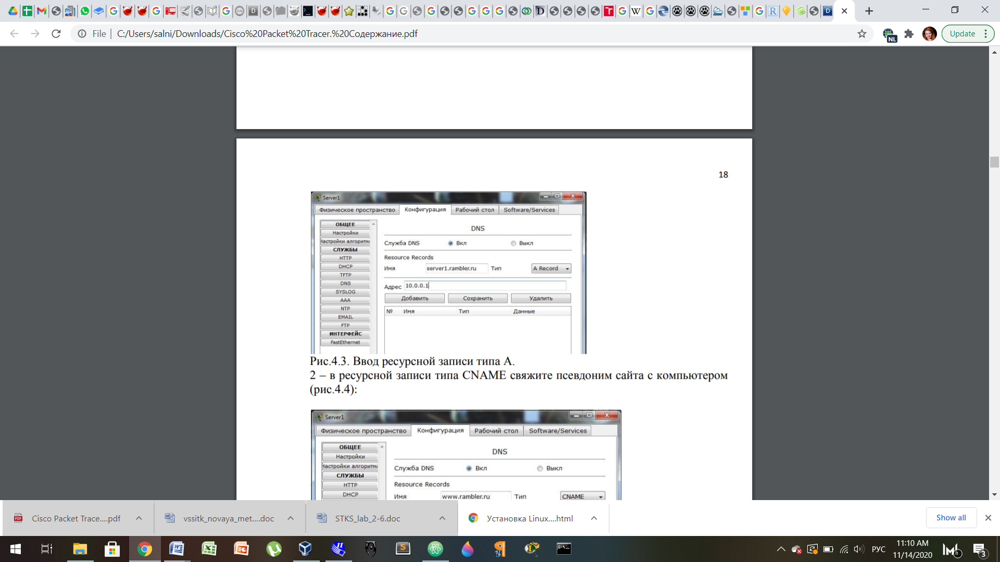 File
C:/Users/salni/Downloads/Cisco%20Packet%20Tracer.%20Содержание.pdf
NL
Update
18
Server1
Физическое пространство
Конфигурация
Рабочий стол
Software/Services
ОБЩЕЕ
Настройки
Настройки алгоритма
СЛУЖБЫ
HTTP
DHCP
TFTP
DNS
SYSLOG
AAA
NTP
EMAIL
FTP
ИНТЕРФЕЙС
FastEthernet
DNS
Служба DNS Вкл Выкл
Resource Records
Имя server1.rambler.ru Тип A Record
Адрес 10.0.0.1
Добавить Сохранить Удалить
№ Имя Тип Данные
Рис.4.3. Ввод ресурсной записи типа А.
2 – в ресурсной записи типа CNAME свяжите псевдоним сайта с компьютером
(рис.4.4):
Server1
Физическое пространство
Конфигурация
Рабочий стол
Software/Services
ОБЩЕЕ
Настройки
Настройки алгоритма
СЛУЖБЫ
HTTP
DHCP
DNS
Служба DNS Вкл Выкл
Resource Records
Имя www.rambler.ru Тип CNAME
Cisco Packet Trace....pdf
vssitk_novaya_met....doc
STKS_lab_2-6.doc
Установка Linux....html
Show all
РУС
11:10 AM
11/14/2020
3